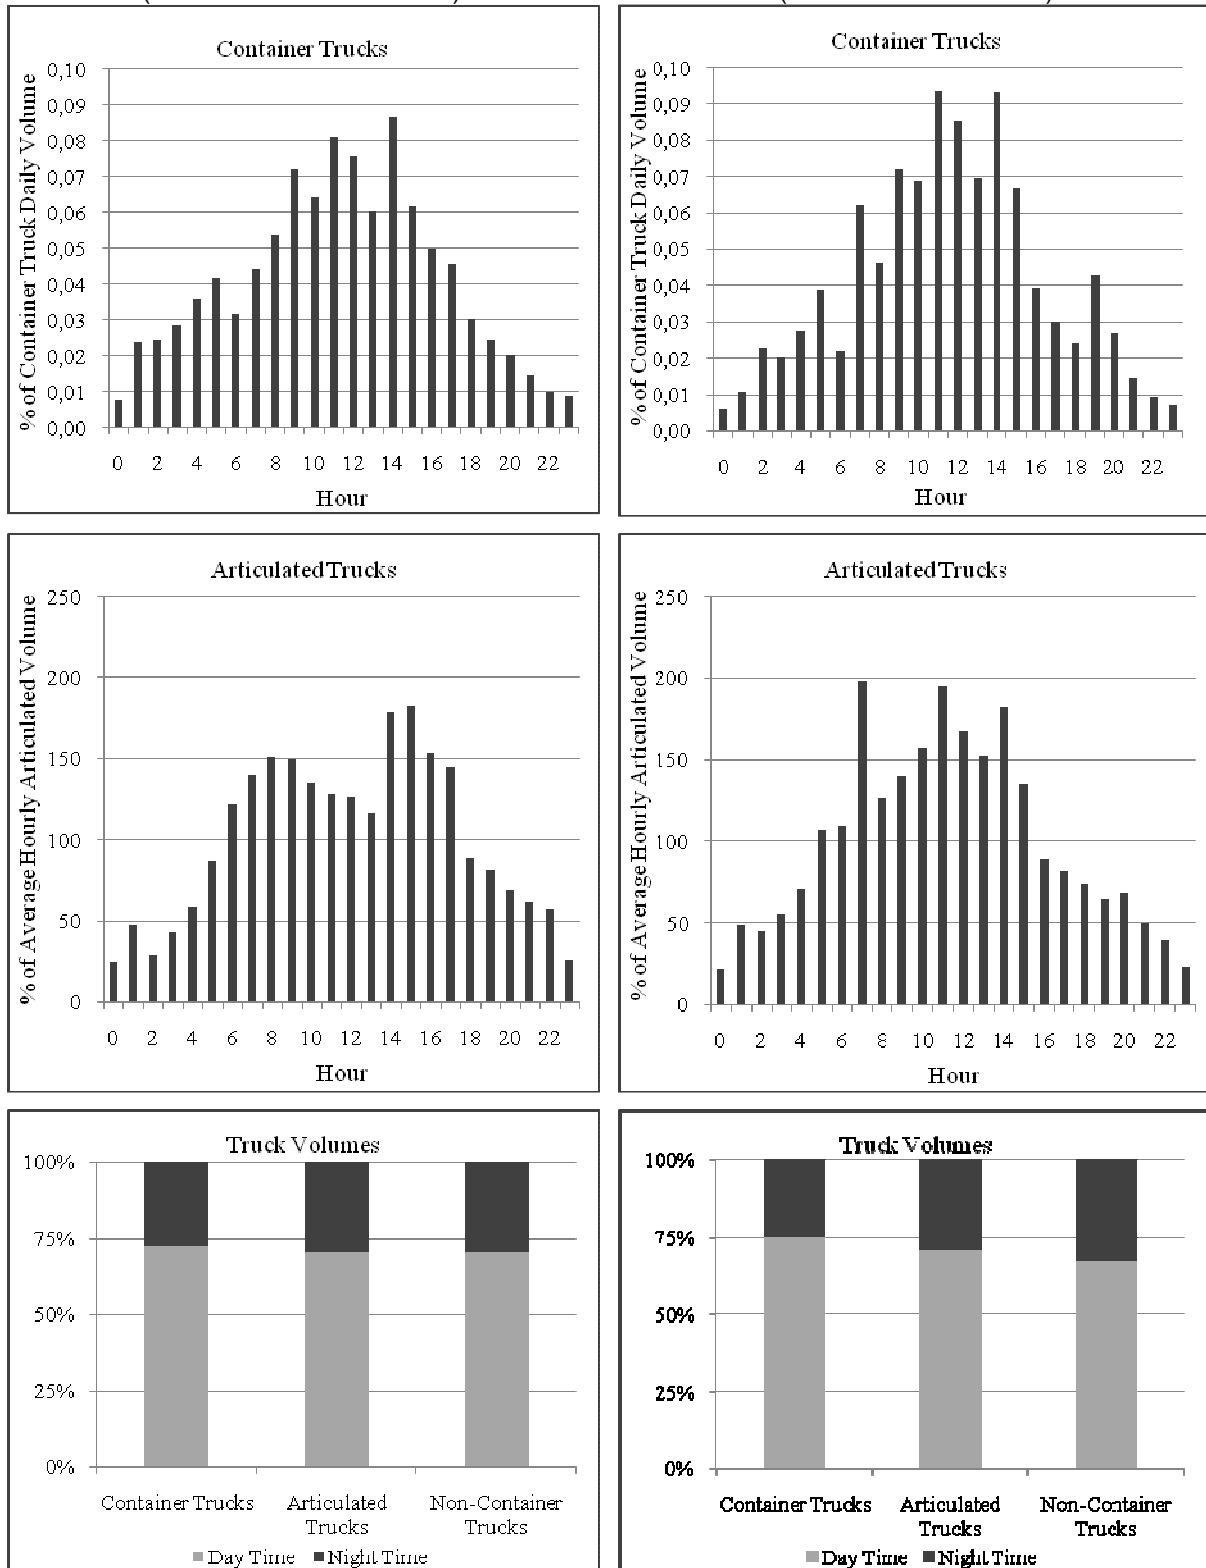 Container Trucks
% of Container Truck Daily Volume
0,10
0,09
0,08
0,07
0,06
0,05
0,04
0,03
0,02
0,01
0,00
0 2 4 6 8 10 12 14 16 18 20 22
Hour
Container Trucks
% of Container Truck Daily Volume
0,10
0,09
0,08
0,07
0,06
0,05
0,04
0,03
0,02
0,01
0,00
0 2 4 6 8 10 12 14 16 18 20 22
Hour
Articulated Trucks
% of Average Hourly Articulated Volume
250
200
150
100
50
0
0 2 4 6 8 10 12 14 16 18 20 22
Hour
Articulated Trucks
% of Average Hourly Articulated Volume
250
200
150
100
50
0
0 2 4 6 8 10 12 14 16 18 20 22
Hour
Truck Volumes
100%
75%
50%
25%
0%
Container Trucks Articulated Non-Container
Trucks Trucks
Day Time Night Time
Truck Volumes
100%
75%
50%
25%
0%
Container Trucks Articulated Non-Container
Trucks Trucks
Day Time Night Time